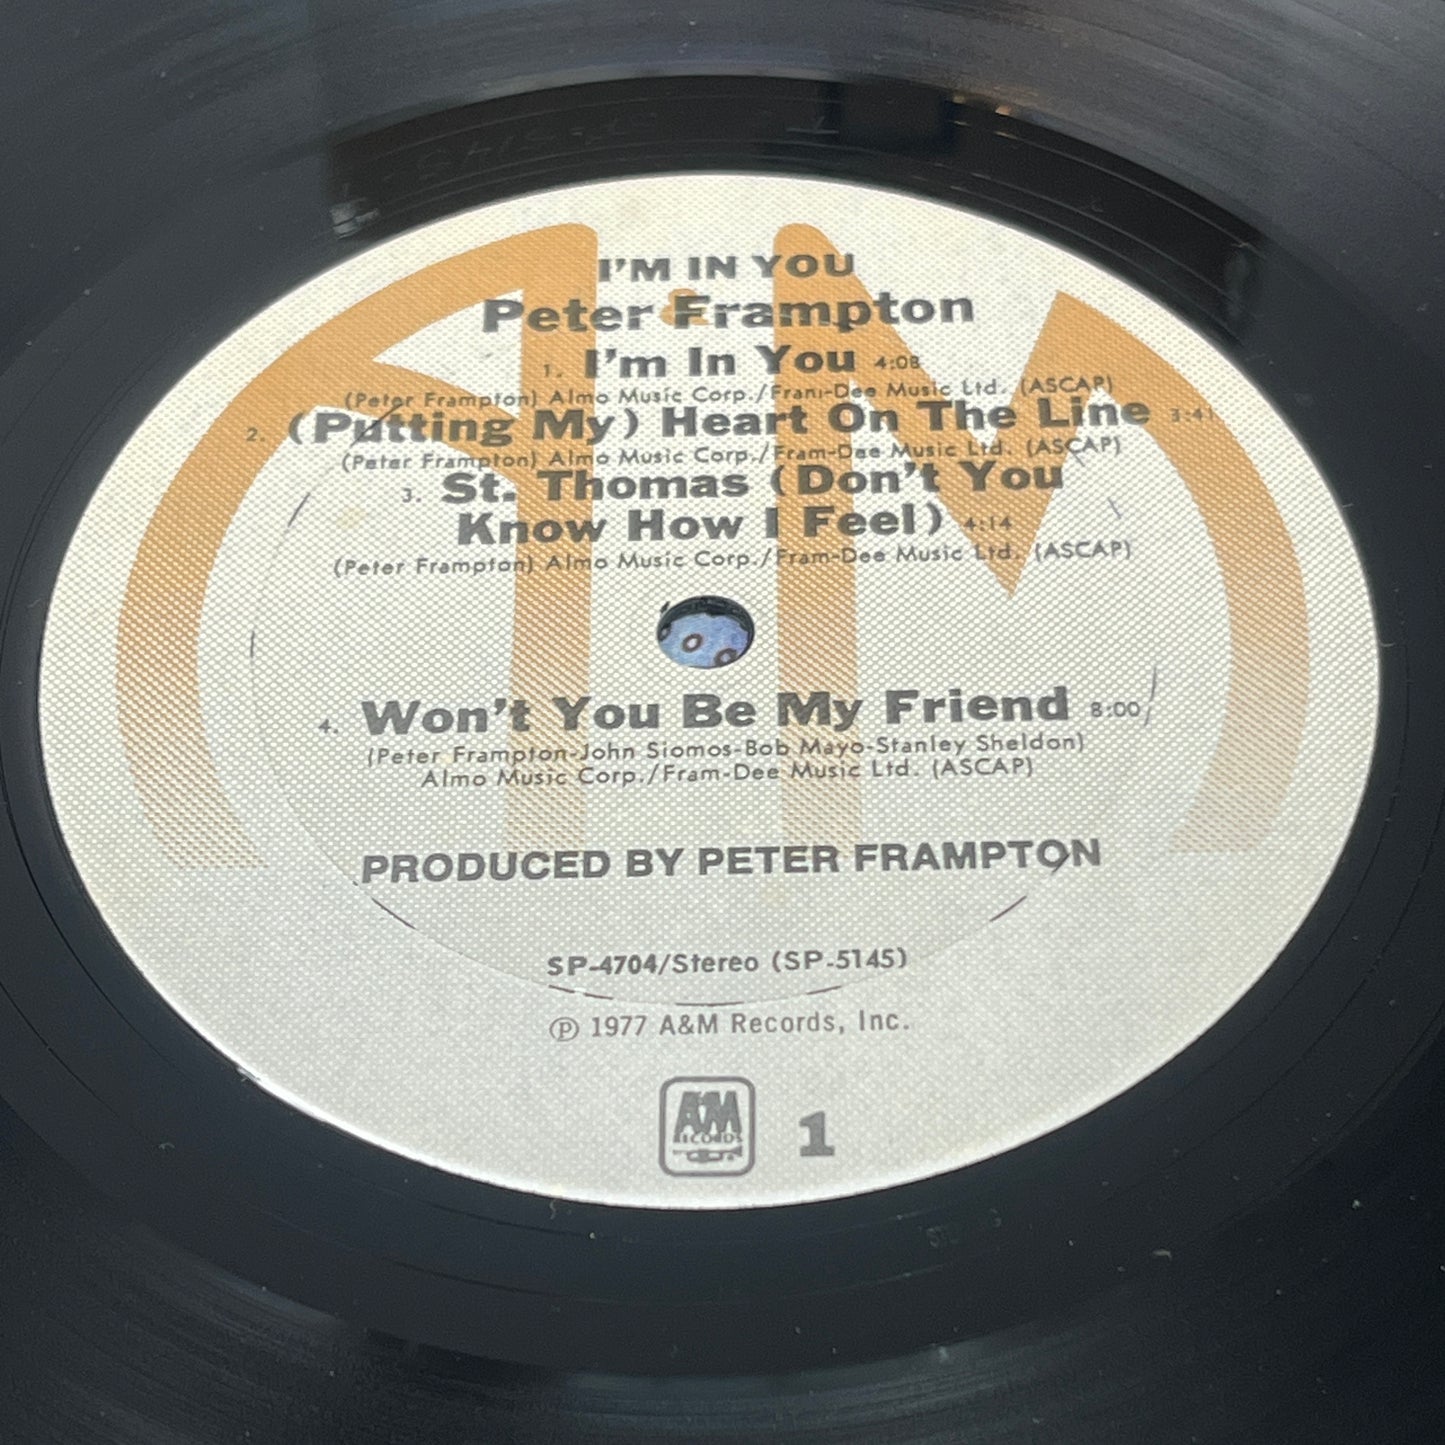 I'M IN YOU
Peter Frampton
1. I'm In You 4:08
(Peter Frampton) Almo Music Corp./Fram-Dee Music Ltd. (ASCAP)
2. (Putting My) Heart On The Line 3:41
(Peter Frampton) Almo Music Corp./Fram-Dee Music Ltd. (ASCAP)
3. St. Thomas (Don't You
Know How I Feel) 4:14
(Peter Frampton) Almo Music Corp./Fram-Dee Music Ltd. (ASCAP)
4. Won't You Be My Friend 8:00
(Peter Frampton-John Siomos-Bob Mayo-Stanley Sheldon)
Almo Music Corp./Fram-Dee Music Ltd. (ASCAP)
PRODUCED BY PETER FRAMPTON
SP-4704/Stereo (SP-5145)
Ⓟ 1977 A&M Records, Inc.
A&M
RECORDS
1
A&M